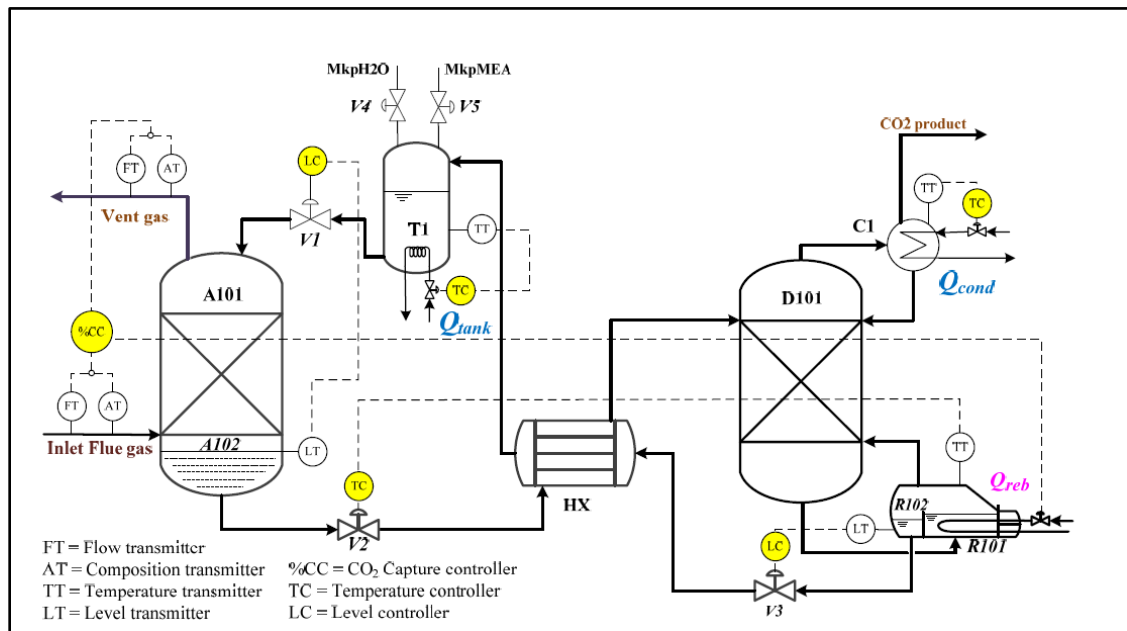 MkpH2O
MkpMEA
V4
V5
CO2 product
FT
AT
LC
TT
TC
Vent gas
V1
T1
TT
C1
TC
Qcond
A101
Qtank
D101
%CC
FT
AT
Inlet Flue gas
A102
LT
TT
TC
HX
Qreb
R102
V2
LT
R101
LC
V3
FT = Flow transmitter
AT = Composition transmitter
%CC = CO₂ Capture controller
TT = Temperature transmitter
TC = Temperature controller
LT = Level transmitter
LC = Level controller